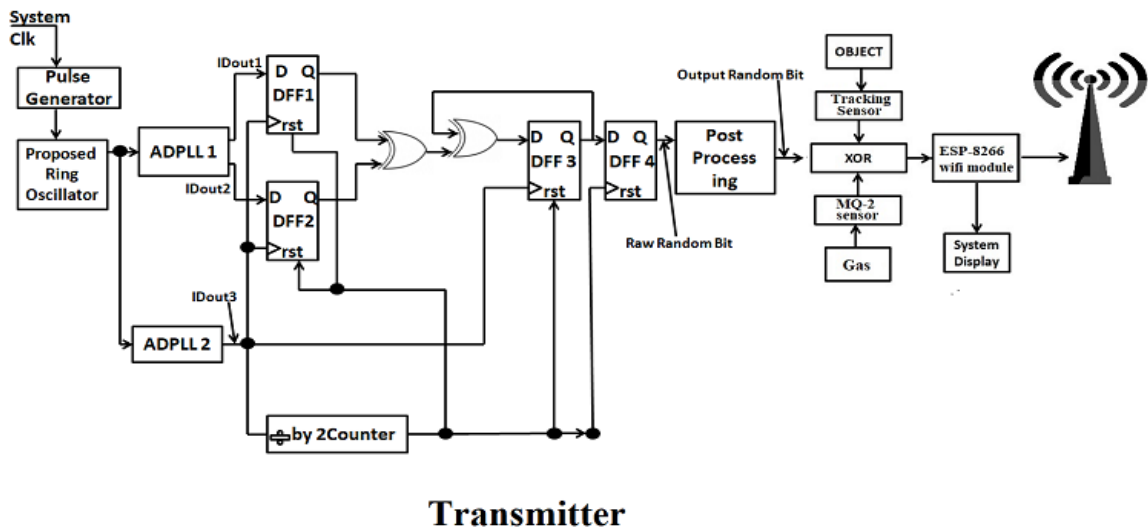 System
Clk
Pulse
Generator
Proposed
Ring
Oscillator
ADPLL 1
IDout1
IDout2
D Q
DFF1
rst
D Q
DFF2
rst
IDout3
ADPLL 2
÷ by 2Counter
D Q
DFF 3
rst
D Q
DFF 4
rst
Raw Random Bit
Post
Process
ing
Output Random Bit
OBJECT
Tracking
Sensor
XOR
MQ-2
sensor
Gas
ESP-8266
wifi module
System
Display
Transmitter